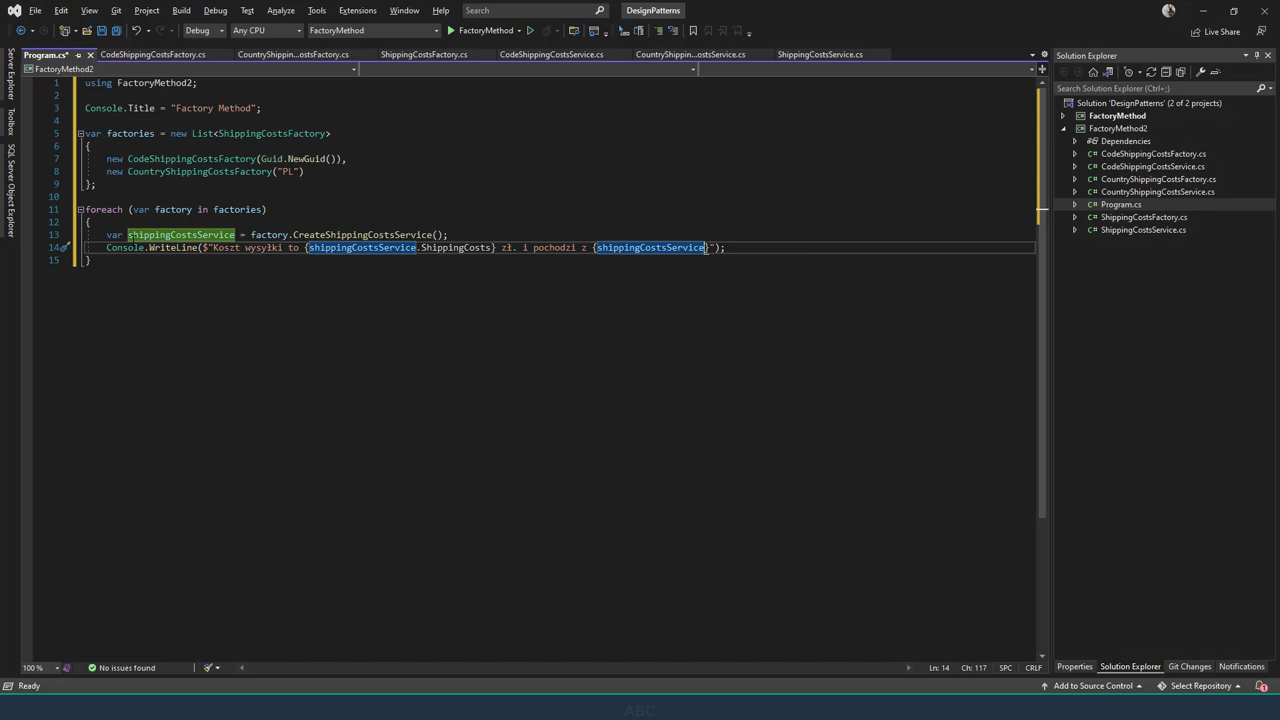 File Edit View Git Project Build Debug Test Analyze Tools Extensions Window Help Search DesignPatterns
Debug Any CPU FactoryMethod FactoryMethod Live Share
Server Explorer
Toolbox
SQL Server Object Explorer
Program.cs* CodeShippingCostsFactory.cs CountryShippin...ostsFactory.cs ShippingCostsFactory.cs CodeShippingCostsService.cs CountryShippin...ostsService.cs ShippingCostsService.cs
FactoryMethod2
1 using FactoryMethod2;
2
3 Console.Title = "Factory Method";
4
5 var factories = new List<ShippingCostsFactory>
6 {
7 new CodeShippingCostsFactory(Guid.NewGuid()),
8 new CountryShippingCostsFactory("PL")
9 };
10
11 foreach (var factory in factories)
12 {
13 var shippingCostsService = factory.CreateShippingCostsService();
14 Console.WriteLine($"Koszt wysyłki to {shippingCostsService.ShippingCosts} zł. i pochodzi z {shippingCostsService}");
15 }
Solution Explorer
Search Solution Explorer (Ctrl+;)
Solution 'DesignPatterns' (2 of 2 projects)
FactoryMethod
FactoryMethod2
Dependencies
C# CodeShippingCostsFactory.cs
C# CodeShippingCostsService.cs
C# CountryShippingCostsFactory.cs
C# CountryShippingCostsService.cs
C# Program.cs
C# ShippingCostsFactory.cs
C# ShippingCostsService.cs
100 % No issues found Ln: 14 Ch: 117 SPC CRLF
Properties Solution Explorer Git Changes Notifications
Ready Add to Source Control Select Repository 1
ABC